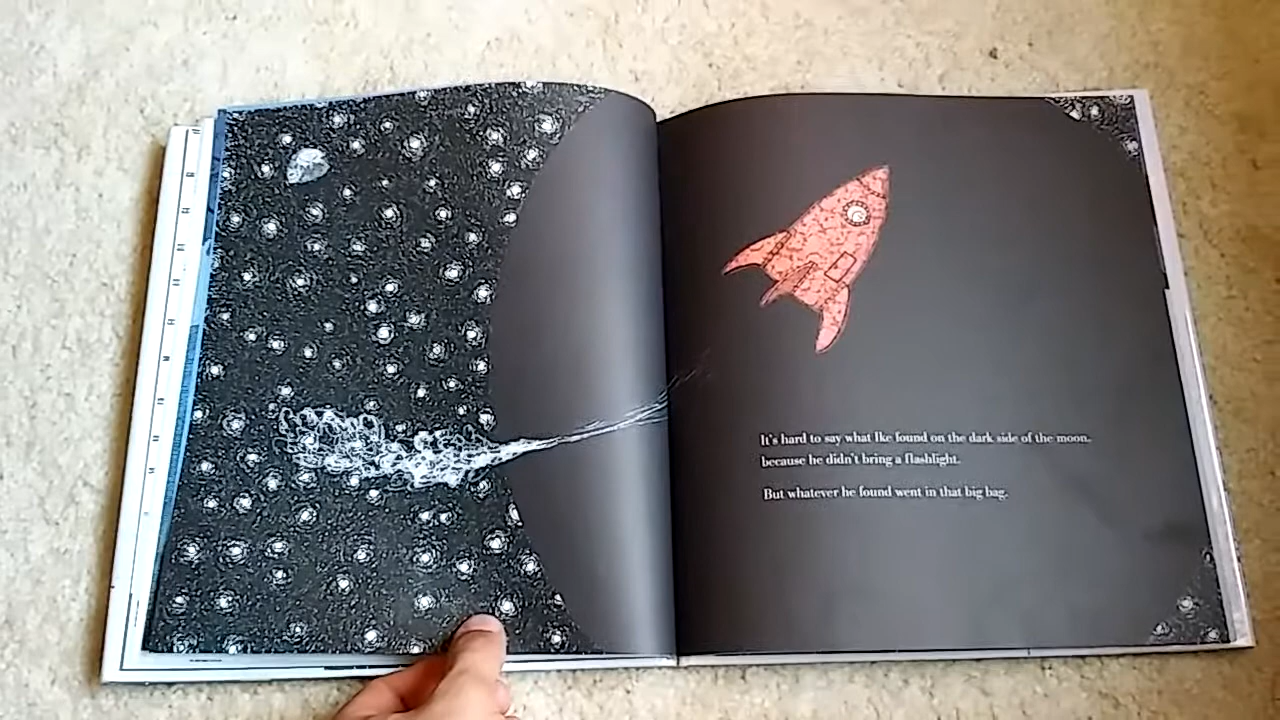 It's hard to say what Ike found on the dark side of the moon,
because he didn't bring a flashlight.
But whatever he found went in that big bag.